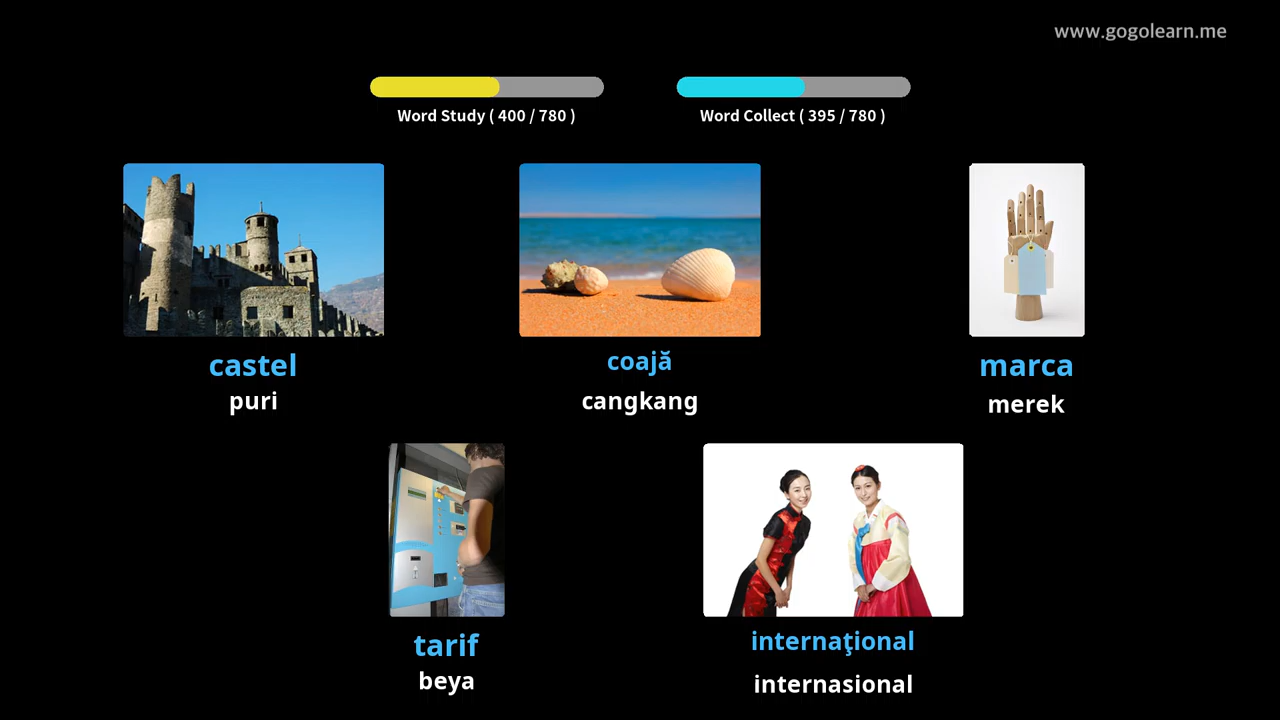 www.gogolearn.me
Word Study ( 400 / 780 )
Word Collect ( 395 / 780 )
castel
puri
coajă
cangkang
marca
merek
tarif
beya
internaţional
internasional